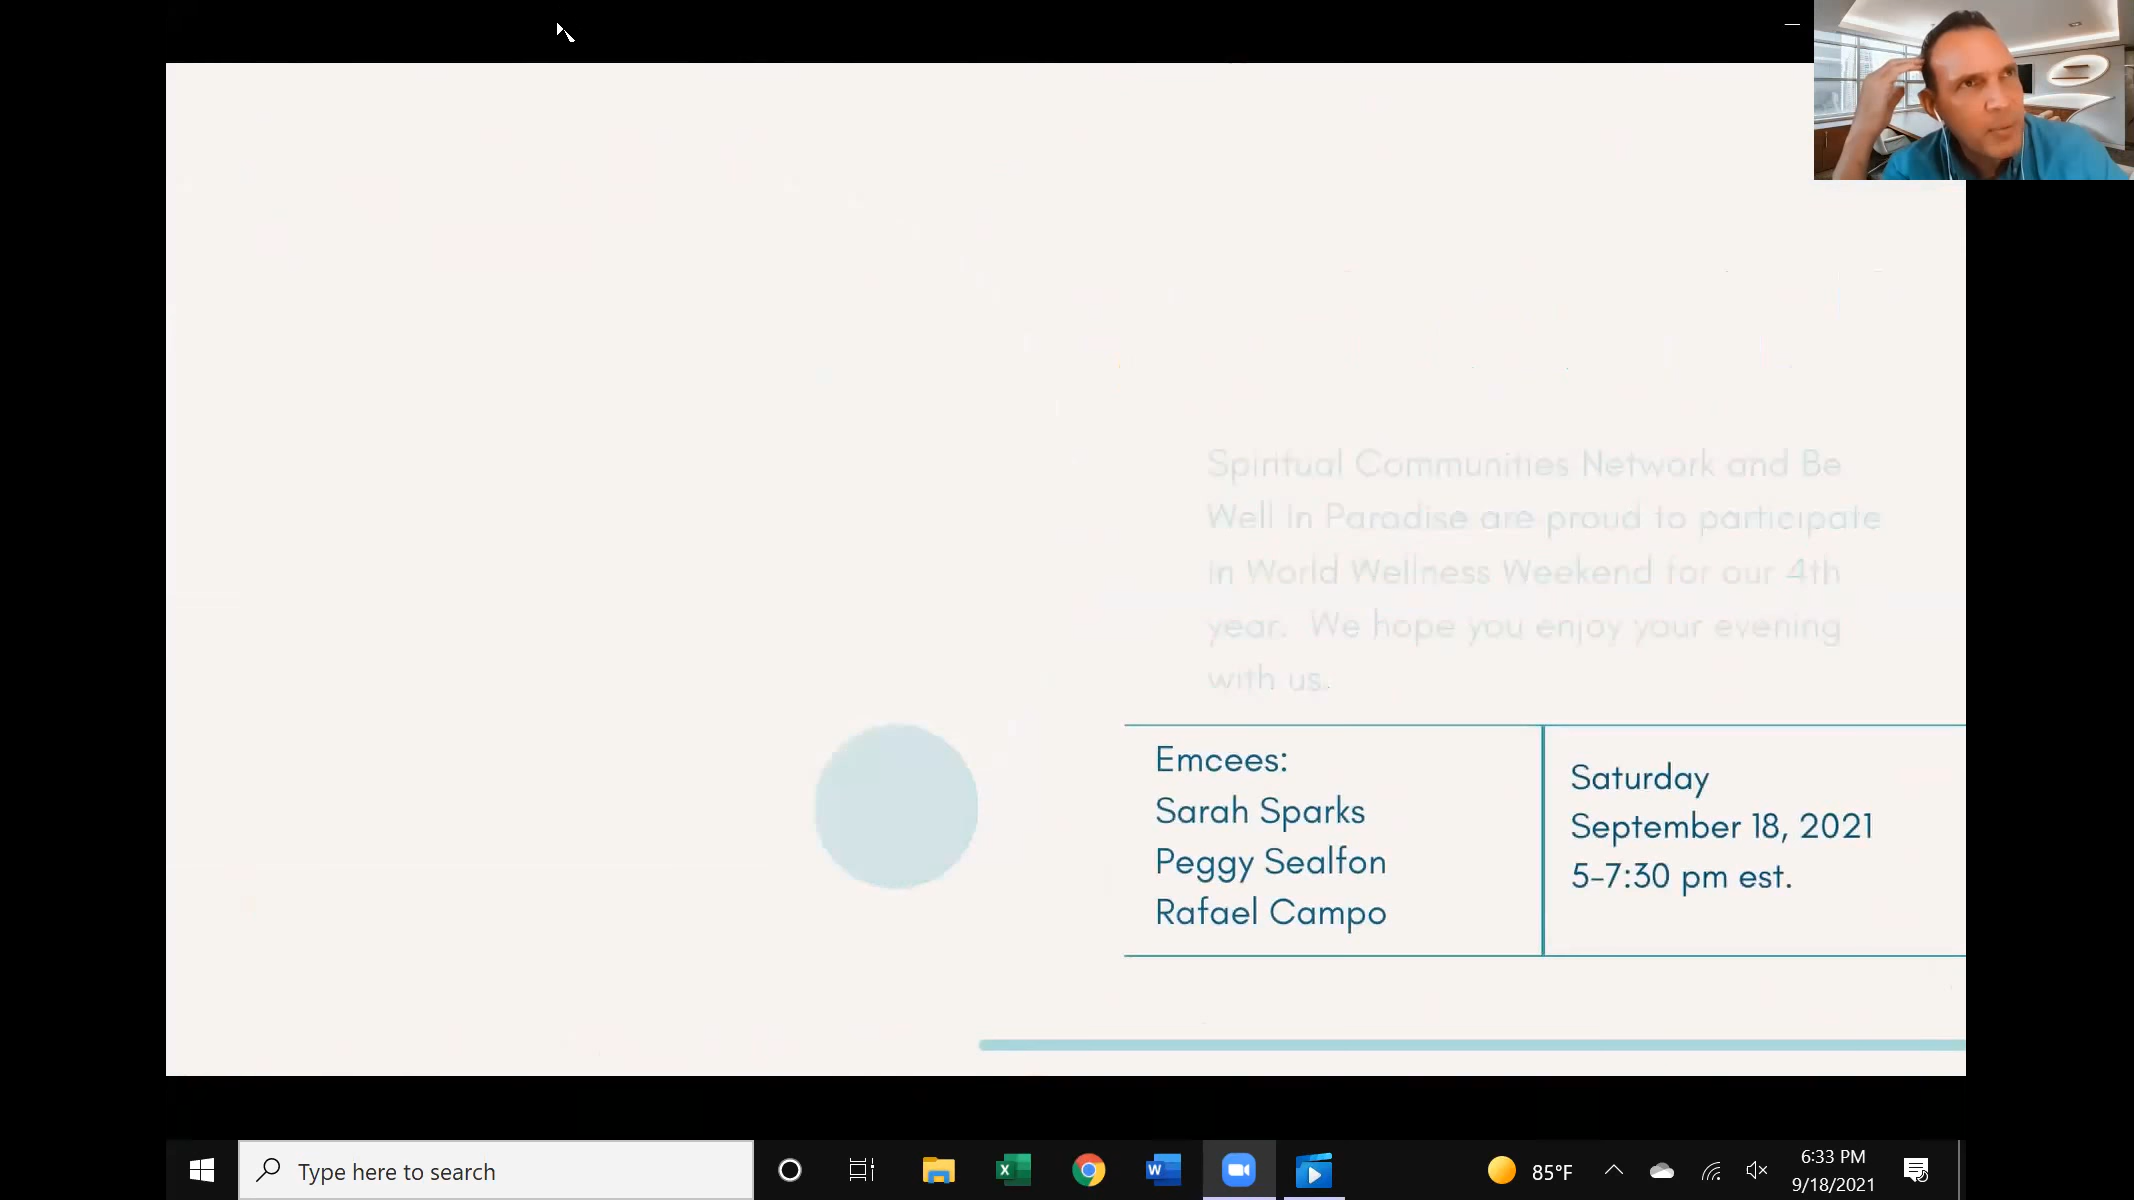 Spiritual Communities Network and Be
Well In Paradise are proud to participate
in World Wellness Weekend for our 4th
year. We hope you enjoy your evening
with us.
Emcees:
Sarah Sparks
Peggy Sealfon
Rafael Campo
Saturday
September 18, 2021
5-7:30 pm est.
Type here to search
85°F
6:33 PM
9/18/2021